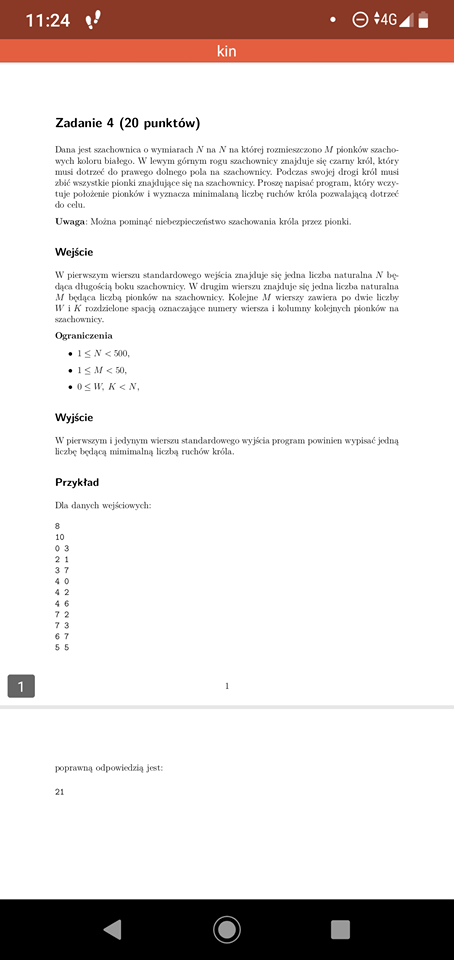 11:24
4G
kin
Zadanie 4 (20 punktów)
Dana jest szachownica o wymiarach N na N na której rozmieszczono M pionków szacho-
wych koloru białego. W lewym górnym rogu szachownicy znajduje się czarny król, który
musi dotrzeć do prawego dolnego pola na szachownicy. Podczas swojej drogi król musi
zbić wszystkie pionki znajdujące się na szachownicy. Proszę napisać program, który wczy-
tuje położenie pionków i wyznacza minimalaną liczbę ruchów króla pozwalającą dotrzeć
do celu.
Uwaga: Można pominąć niebezpieczeństwo szachowania króla przez pionki.
Wejście
W pierwszym wierszu standardowego wejścia znajduje się jedna liczba naturalna N bę-
dąca długością boku szachownicy. W drugim wierszu znajduje się jedna liczba naturalna
M będąca liczbą pionków na szachownicy. Kolejne M wierszy zawiera po dwie liczby
W i K rozdzielone spacją oznaczające numery wiersza i kolumny kolejnych pionków na
szachownicy.
Ograniczenia
• 1 ≤ N < 500,
• 1 ≤ M < 50,
• 0 ≤ W, K < N,
Wyjście
W pierwszym i jedynym wierszu standardowego wyjścia program powinien wypisać jedną
liczbę będącą mimimalną liczbą ruchów króla.
Przykład
Dla danych wejściowych:
8
10
0 3
2 1
3 7
4 0
4 2
4 6
7 2
7 3
6 7
5 5
1
1
poprawną odpowiedzią jest:
21